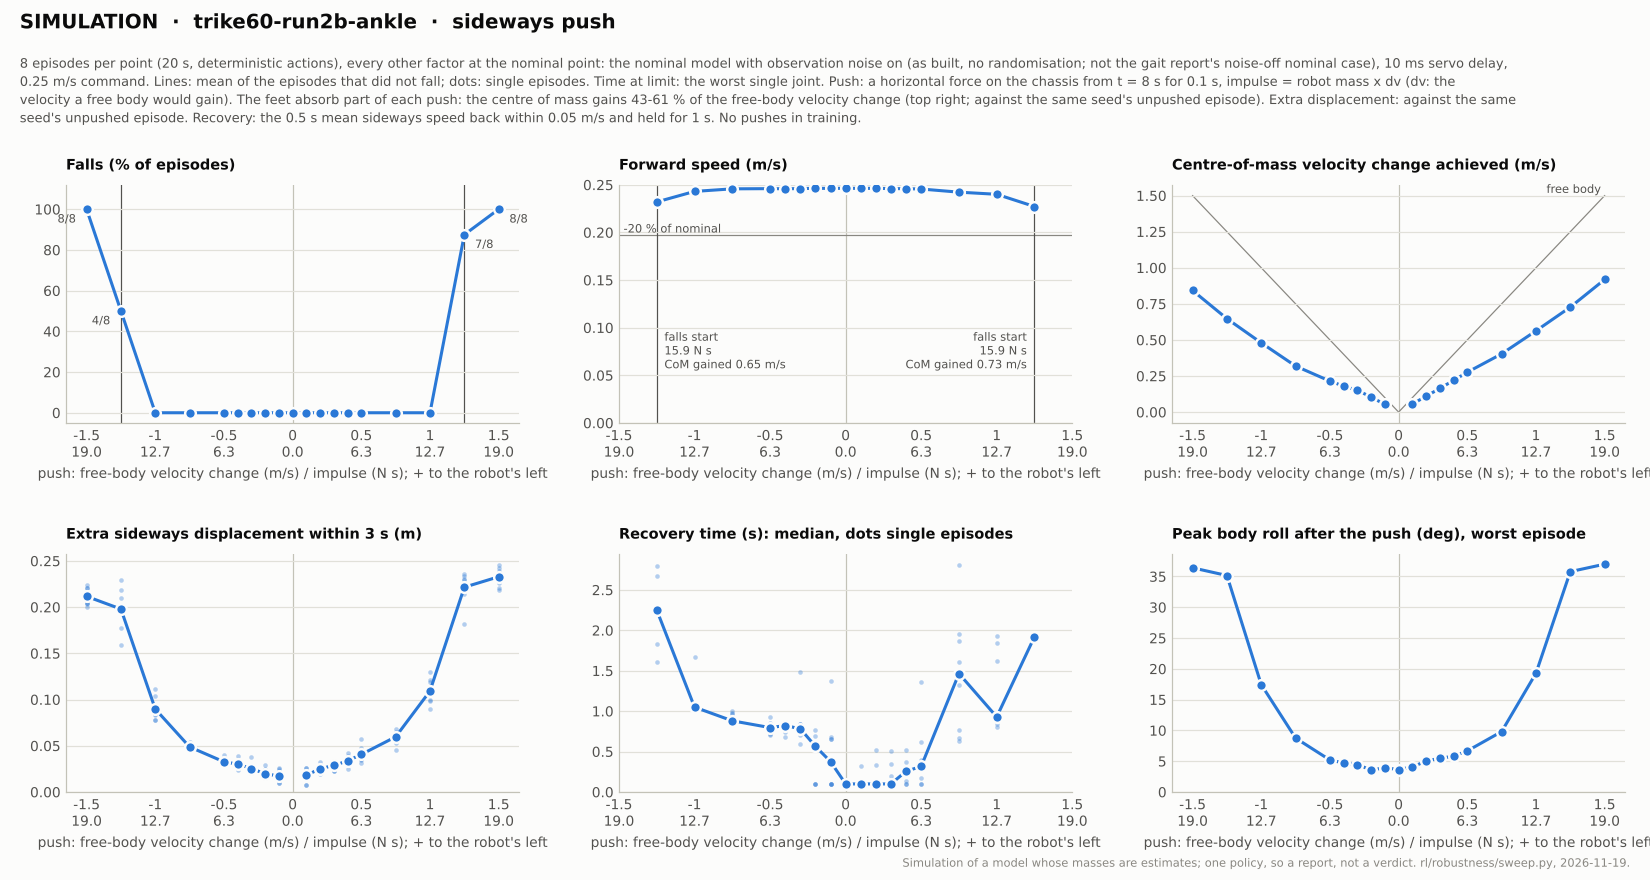 SIMULATION · trike60-run2b-ankle · sideways push
8 episodes per point (20 s, deterministic actions), every other factor at the nominal point: the nominal model with observation noise on (as built, no randomisation; not the gait report's noise-off nominal case), 10 ms servo delay,
0.25 m/s command. Lines: mean of the episodes that did not fall; dots: single episodes. Time at limit: the worst single joint. Push: a horizontal force on the chassis from t = 8 s for 0.1 s, impulse = robot mass x dv (dv: the
velocity a free body would gain). The feet absorb part of each push: the centre of mass gains 43-61 % of the free-body velocity change (top right; against the same seed's unpushed episode). Extra displacement: against the same
seed's unpushed episode. Recovery: the 0.5 s mean sideways speed back within 0.05 m/s and held for 1 s. No pushes in training.
Falls (% of episodes)
100
80
60
40
20
0
8/8
4/8
7/8
8/8
-1.5 -1 -0.5 0 0.5 1 1.5
19.0 12.7 6.3 0.0 6.3 12.7 19.0
push: free-body velocity change (m/s) / impulse (N s); + to the robot's left
Forward speed (m/s)
0.25
0.20
0.15
0.10
0.05
0.00
-20 % of nominal
falls start
15.9 N s
CoM gained 0.65 m/s
falls start
15.9 N s
CoM gained 0.73 m/s
-1.5 -1 -0.5 0 0.5 1 1.5
19.0 12.7 6.3 0.0 6.3 12.7 19.0
push: free-body velocity change (m/s) / impulse (N s); + to the robot's left
Centre-of-mass velocity change achieved (m/s)
free body
1.50
1.25
1.00
0.75
0.50
0.25
0.00
-1.5 -1 -0.5 0 0.5 1 1.5
19.0 12.7 6.3 0.0 6.3 12.7 19.0
push: free-body velocity change (m/s) / impulse (N s); + to the robot's left
Extra sideways displacement within 3 s (m)
0.25
0.20
0.15
0.10
0.05
0.00
-1.5 -1 -0.5 0 0.5 1 1.5
19.0 12.7 6.3 0.0 6.3 12.7 19.0
push: free-body velocity change (m/s) / impulse (N s); + to the robot's left
Recovery time (s): median, dots single episodes
2.5
2.0
1.5
1.0
0.5
0.0
-1.5 -1 -0.5 0 0.5 1 1.5
19.0 12.7 6.3 0.0 6.3 12.7 19.0
push: free-body velocity change (m/s) / impulse (N s); + to the robot's left
Peak body roll after the push (deg), worst episode
35
30
25
20
15
10
5
0
-1.5 -1 -0.5 0 0.5 1 1.5
19.0 12.7 6.3 0.0 6.3 12.7 19.0
push: free-body velocity change (m/s) / impulse (N s); + to the robot's left
Simulation of a model whose masses are estimates; one policy, so a report, not a verdict. rl/robustness/sweep.py, 2026-11-19.